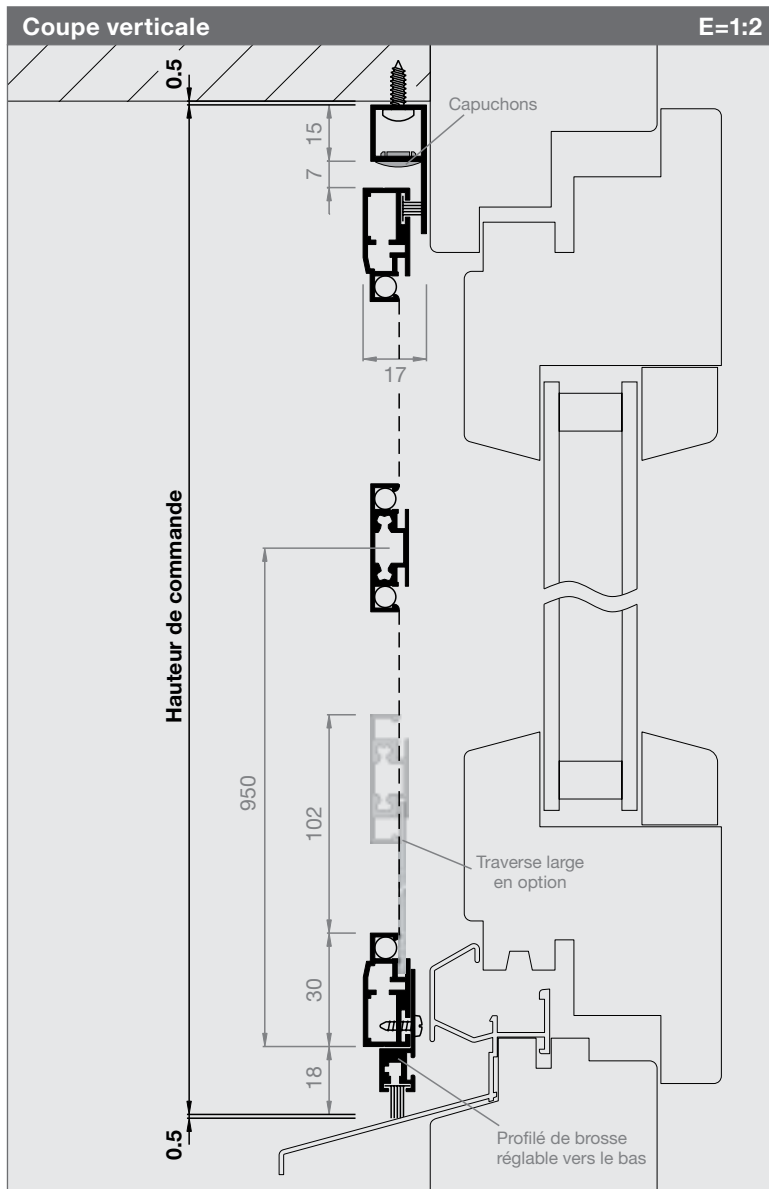 Coupe verticale
E=1:2
0.5
15
Capuchons
7
17
Hauteur de commande
950
102
Traverse large
en option
30
18
Profilé de brosse
réglable vers le bas
0.5